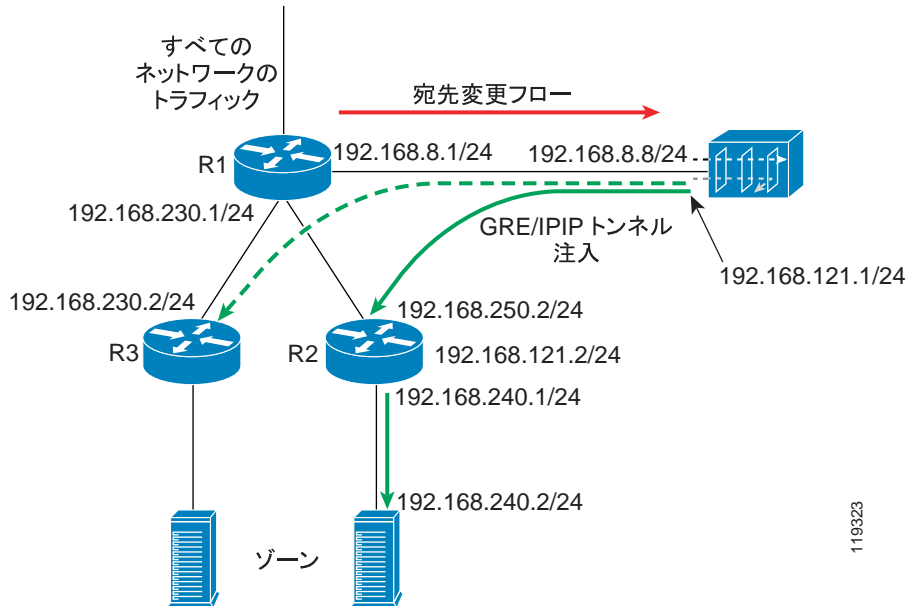 すべての
ネットワークの
トラフィック
宛先変更フロー
R1
192.168.8.1/24
192.168.8.8/24
192.168.230.1/24
GRE/IPIP トンネル
注入
192.168.121.1/24
192.168.230.2/24
192.168.250.2/24
R3
R2
192.168.121.2/24
192.168.240.1/24
192.168.240.2/24
ゾーン
119323